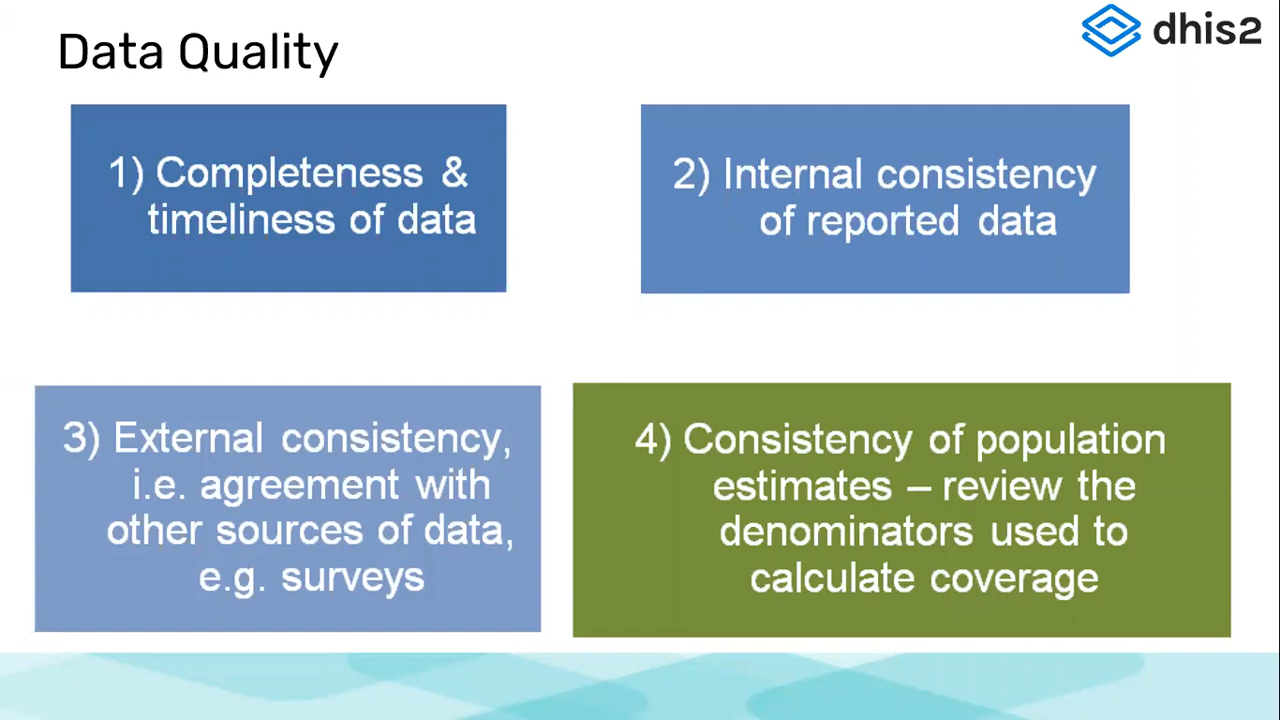 Data Quality
dhis2
1) Completeness &
timeliness of data
2) Internal consistency
of reported data
3) External consistency,
i.e. agreement with
other sources of data,
e.g. surveys
4) Consistency of population
estimates – review the
denominators used to
calculate coverage